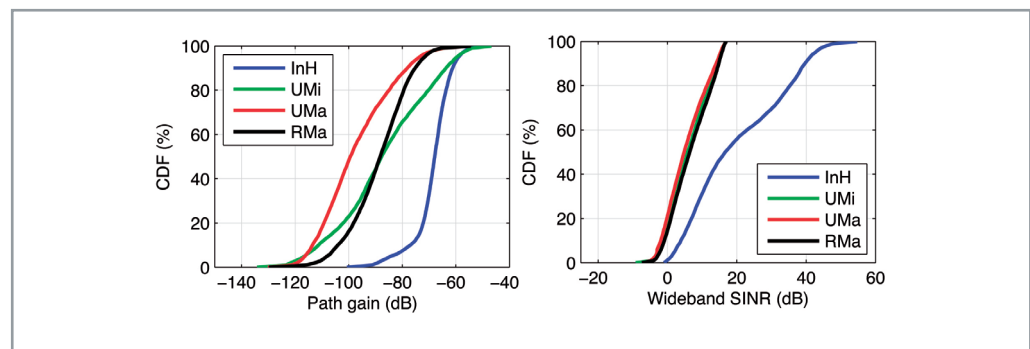 100
80
60
40
20
0
CDF (%)
InH
UMi
UMa
RMa
−140 −120 −100 −80 −60 −40
Path gain (dB)
100
80
60
40
20
0
CDF (%)
InH
UMi
UMa
RMa
−20 0 20 40 60
Wideband SINR (dB)